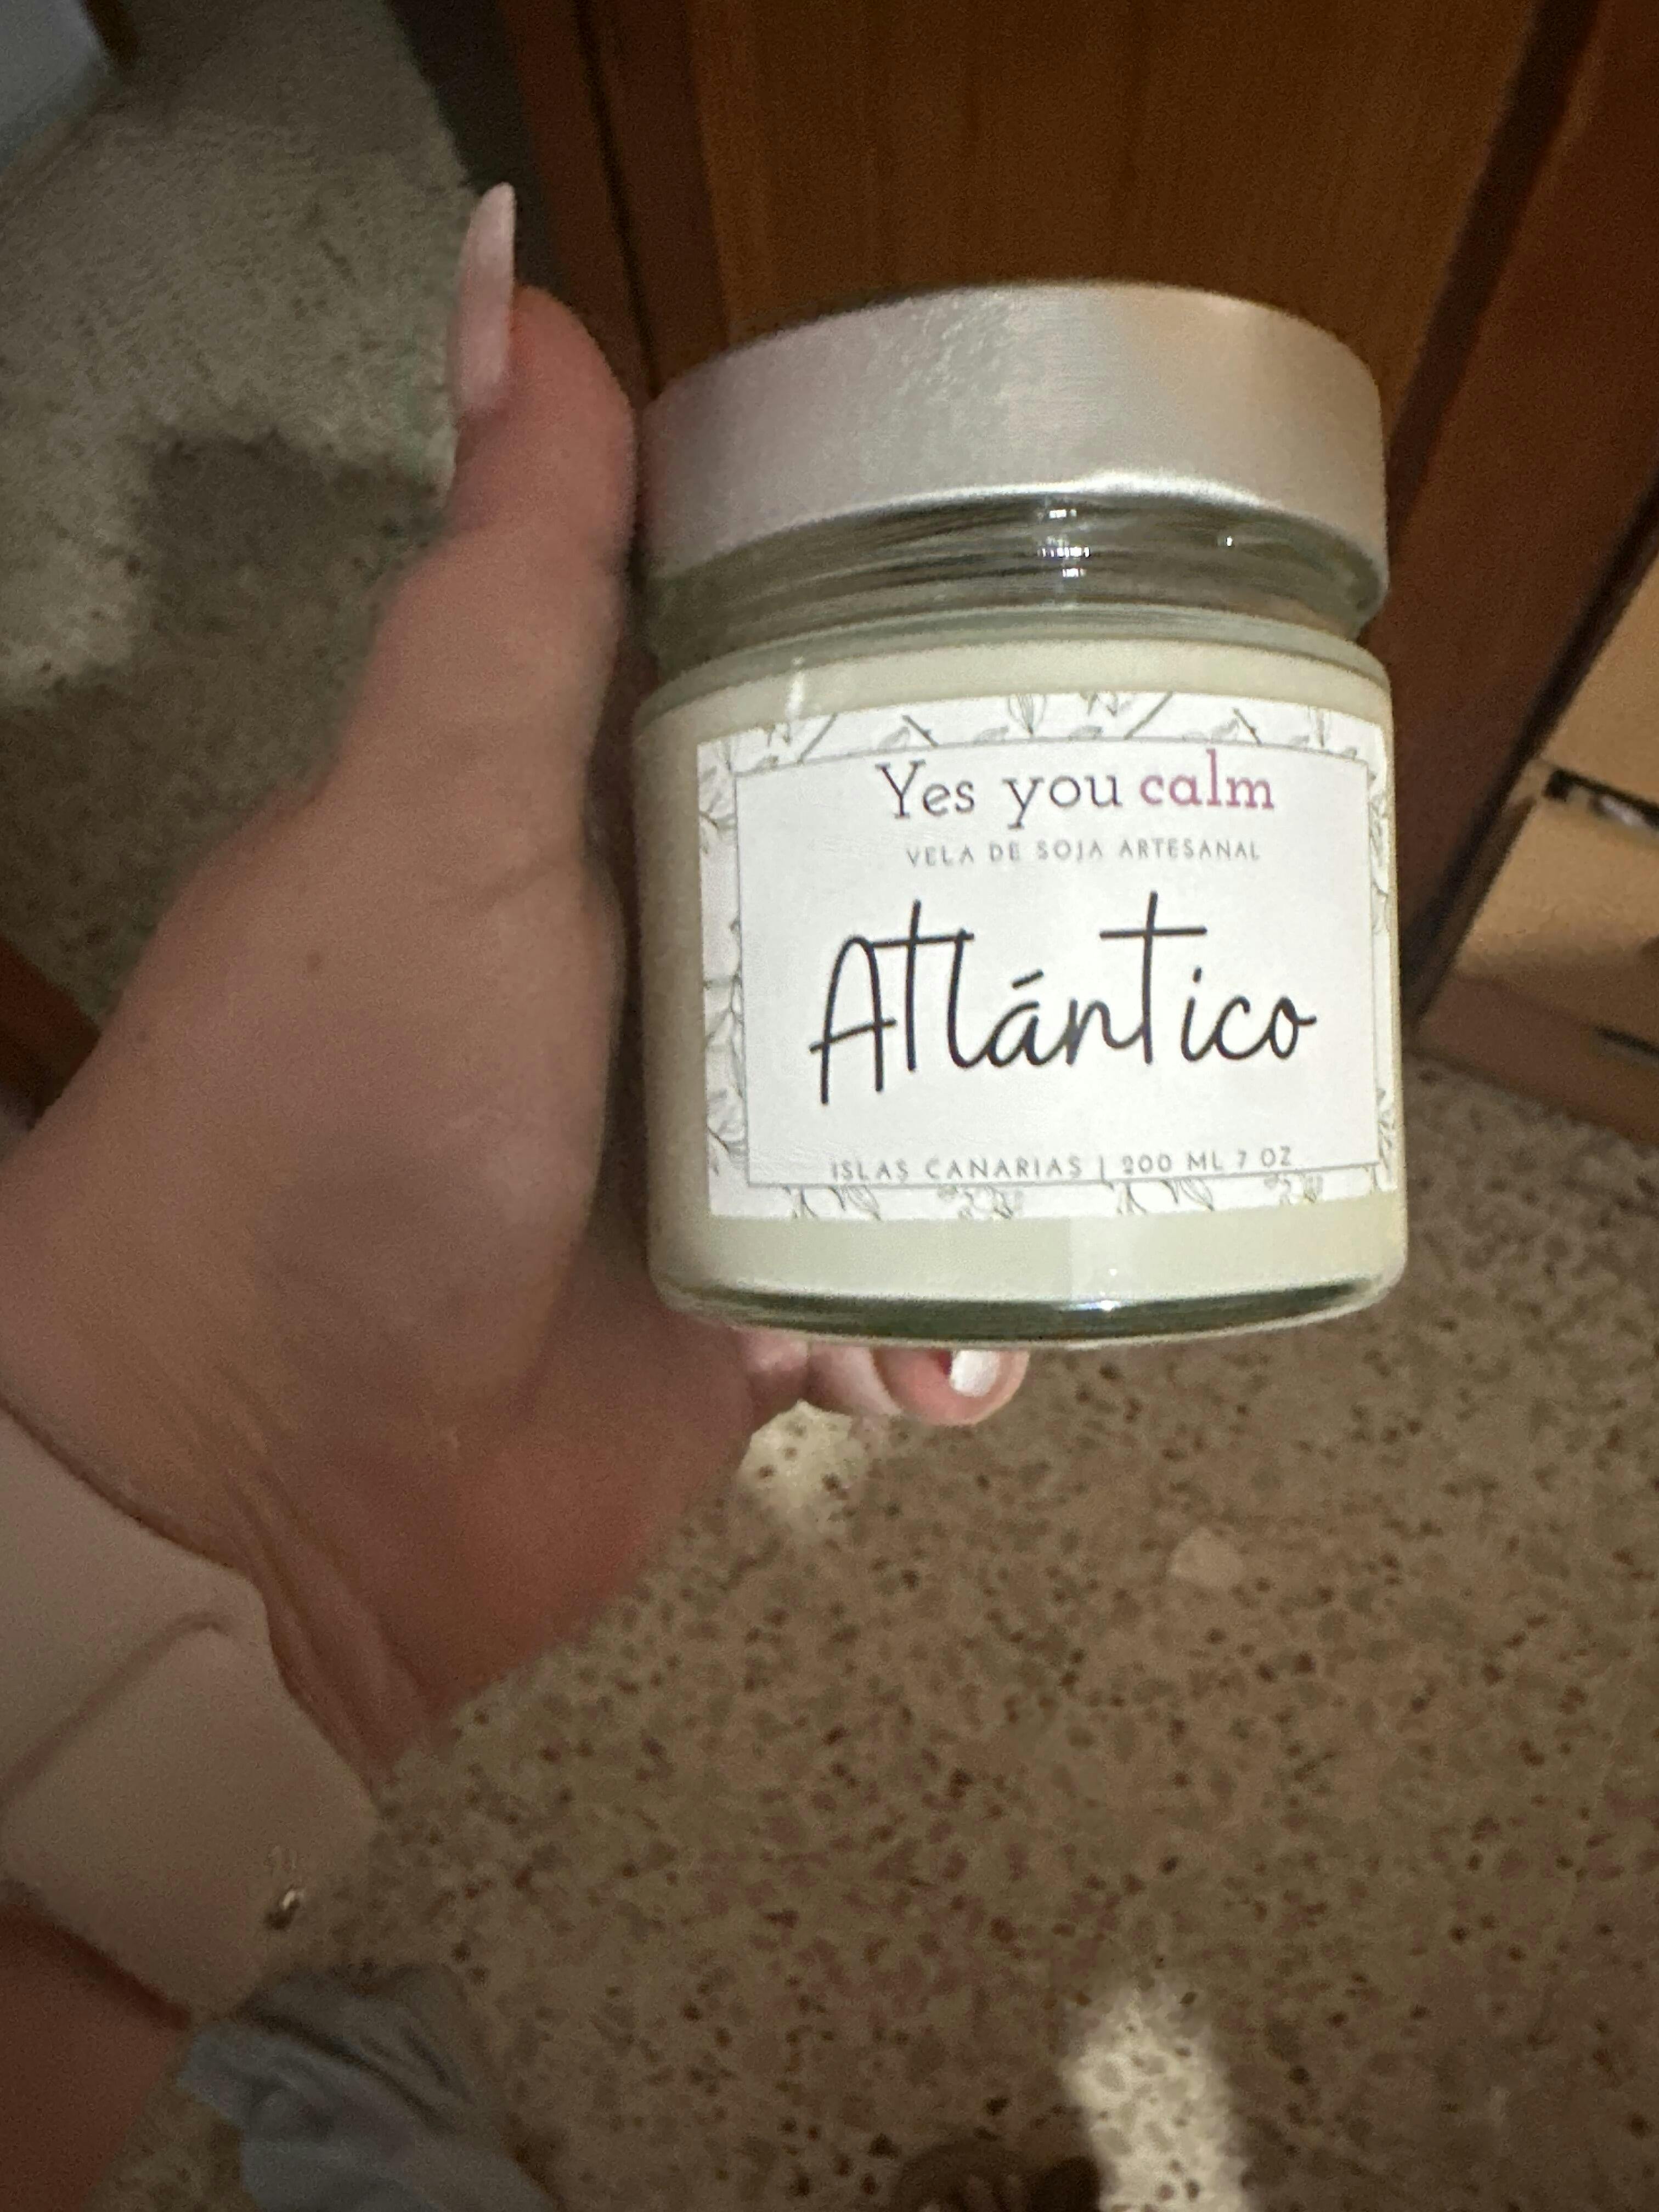 Yes you calm
VELA DE SOJA ARTESANAL
Atlántico
ISLAS CANARIAS | 200 ML 7 OZ